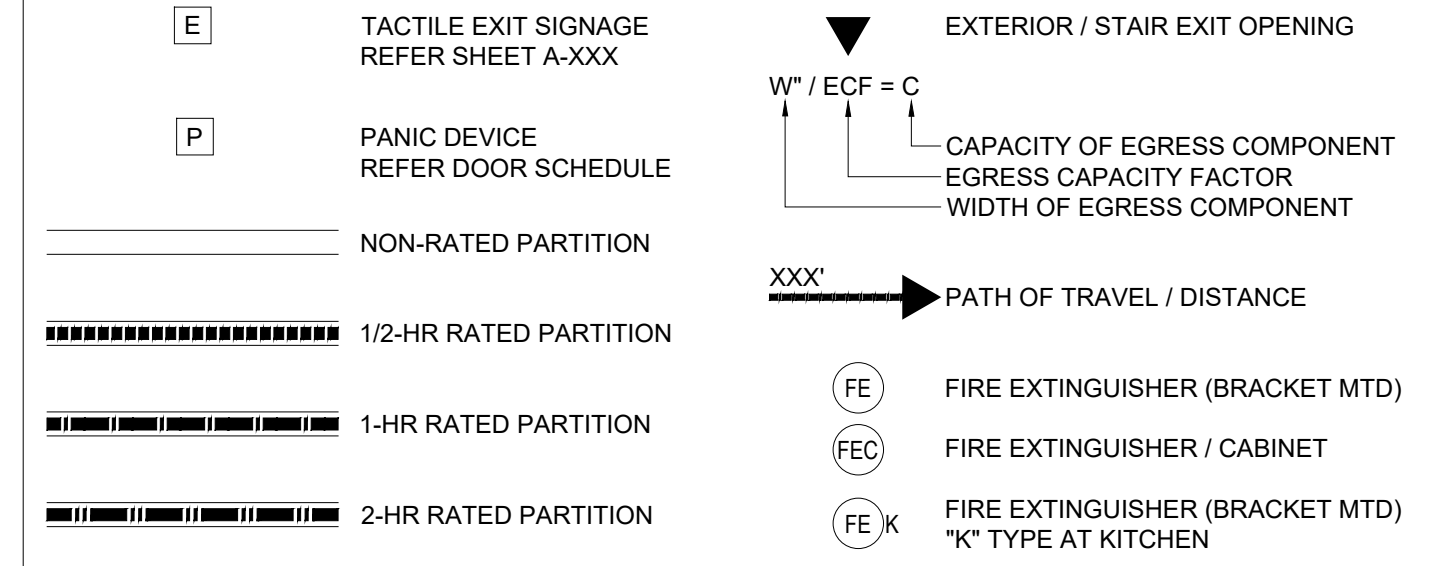 E
TACTILE EXIT SIGNAGE
REFER SHEET A-XXX
P
PANIC DEVICE
REFER DOOR SCHEDULE
NON-RATED PARTITION
1/2-HR RATED PARTITION
1-HR RATED PARTITION
2-HR RATED PARTITION
EXTERIOR / STAIR EXIT OPENING
W" / ECF = C
CAPACITY OF EGRESS COMPONENT
EGRESS CAPACITY FACTOR
WIDTH OF EGRESS COMPONENT
XXX'
PATH OF TRAVEL / DISTANCE
FE
FIRE EXTINGUISHER (BRACKET MTD)
FEC
FIRE EXTINGUISHER / CABINET
FE K
FIRE EXTINGUISHER (BRACKET MTD)
"K" TYPE AT KITCHEN